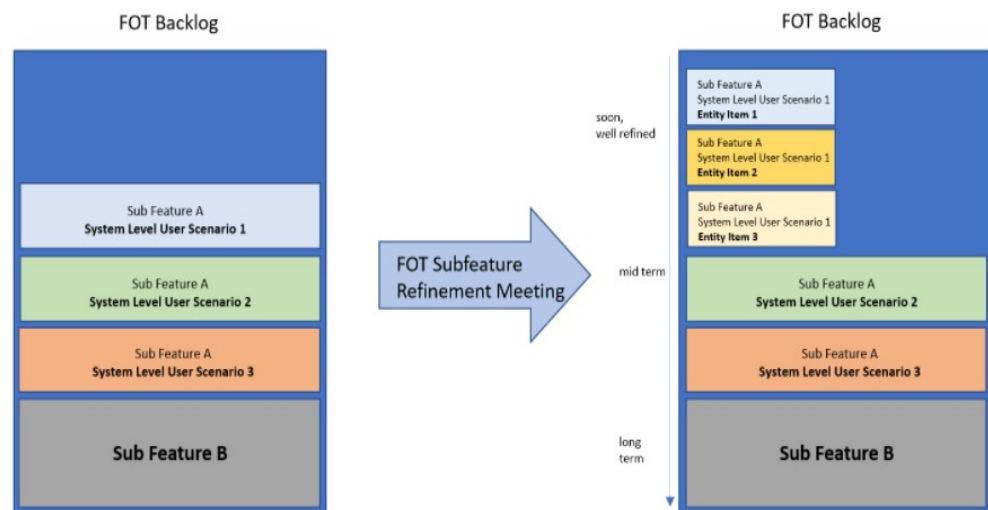 FOT Backlog
Sub Feature A
System Level User Scenario 1
Sub Feature A
System Level User Scenario 2
Sub Feature A
System Level User Scenario 3
Sub Feature B
FOT Subfeature
Refinement Meeting
FOT Backlog
soon,
well refined
mid term
long
term
Sub Feature A
System Level User Scenario 1
Entity Item 1
Sub Feature A
System Level User Scenario 1
Entity Item 2
Sub Feature A
System Level User Scenario 1
Entity Item 3
Sub Feature A
System Level User Scenario 2
Sub Feature A
System Level User Scenario 3
Sub Feature B